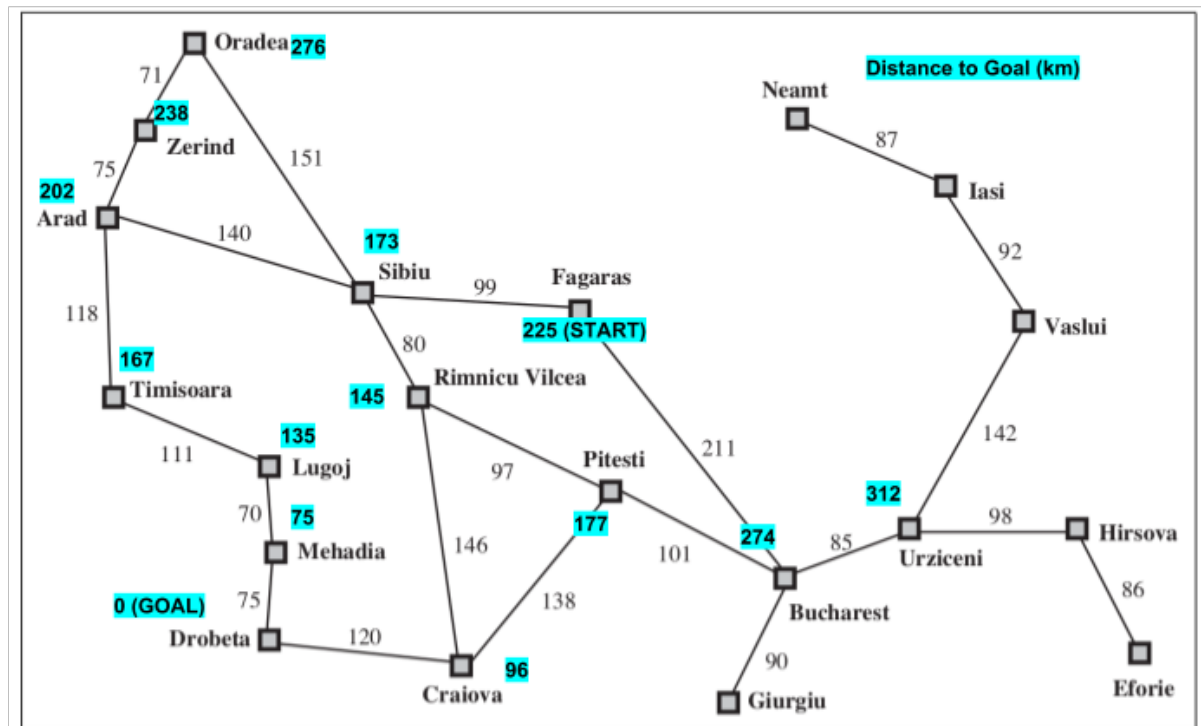 Oradea 276
71
Distance to Goal (km)
Neamt
238
Zerind
87
75
151
202
Arad
Iasi
140
173
Sibiu
Fagaras
92
99
118
225 (START)
Vaslui
80
167
Timisoara
145
Rimnicu Vilcea
142
135
211
111
Lugoj
97
Pitesti
312
70
75
177
274
98
Hirsova
Mehadia
146
101
85
Urziceni
75
138
86
0 (GOAL)
Bucharest
Drobeta
120
96
90
Craiova
Giurgiu
Eforie